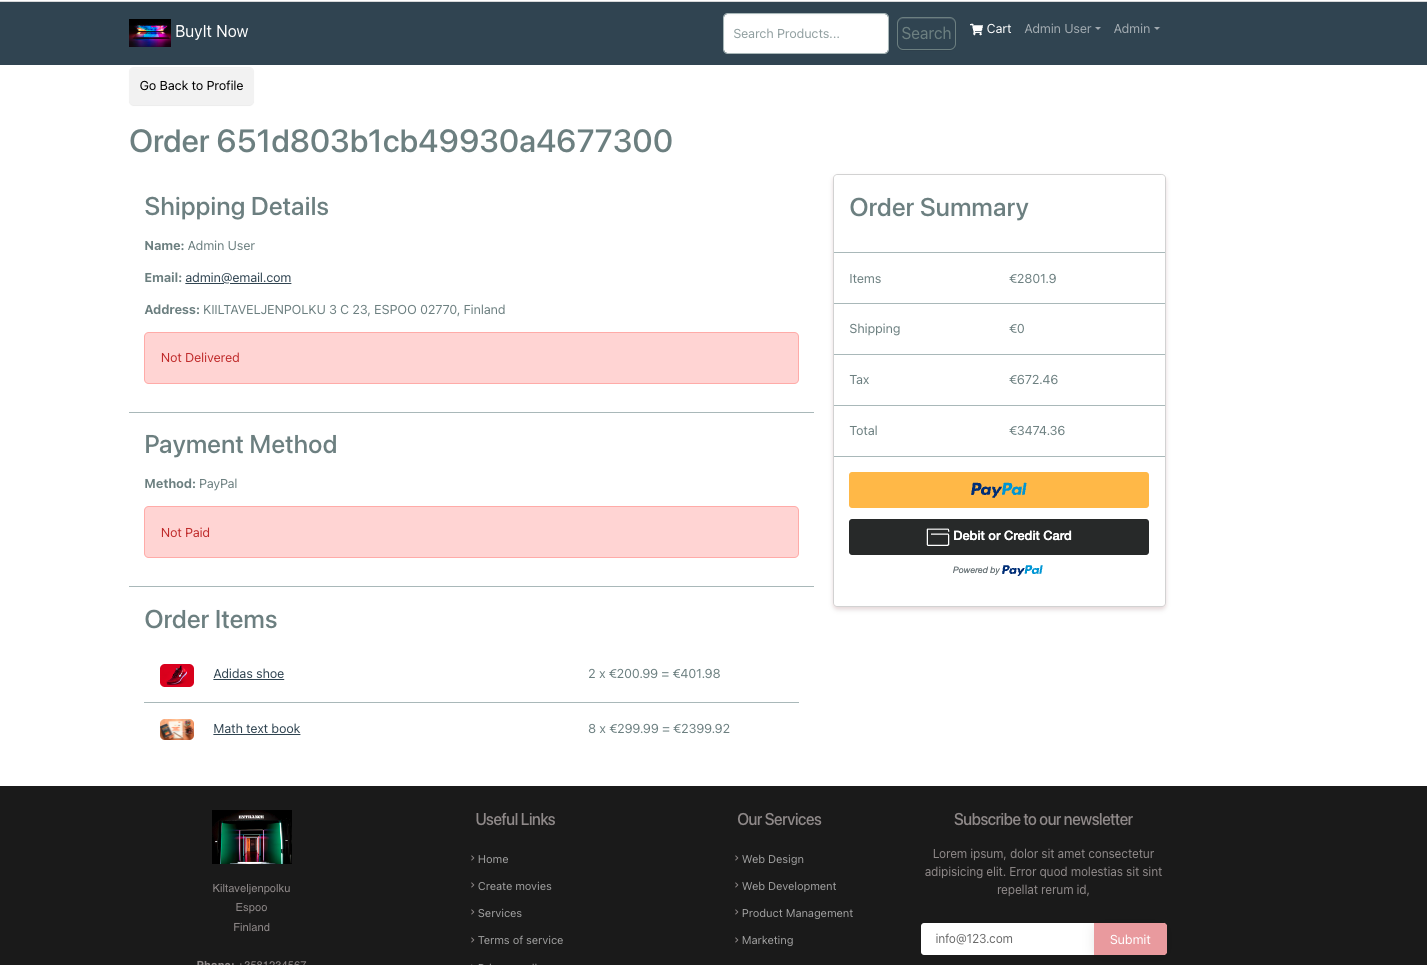 BuyIt Now
Search Products...
Search
Cart
Admin User
Admin
Go Back to Profile
Order 651d803b1cb49930a4677300
Shipping Details
Name: Admin User
Email: admin@email.com
Address: KIILTAVELJENPOLKU 3 C 23, ESPOO 02770, Finland
Not Delivered
Payment Method
Method: PayPal
Not Paid
Order Items
Adidas shoe 2 x €200.99 = €401.98
Math text book 8 x €299.99 = €2399.92
Order Summary
Items €2801.9
Shipping €0
Tax €672.46
Total €3474.36
PayPal
Debit or Credit Card
Powered by PayPal
Kiltaveljenpolku
Espoo
Finland
Phone: +3581234567
Useful Links
Home
Create movies
Services
Terms of service
Our Services
Web Design
Web Development
Product Management
Marketing
Subscribe to our newsletter
Lorem ipsum, dolor sit amet consectetur
adipisicing elit. Error quod molestias sit sint
repellat rerum id,
info@123.com
Submit